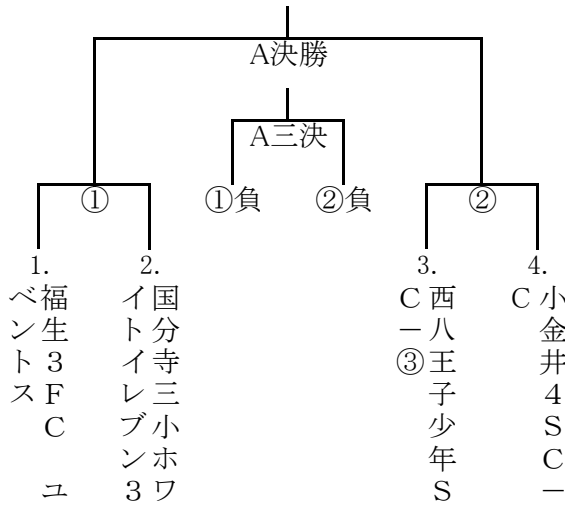 A決勝
A三決
①
①負
②負
②
1.
2.
3.
4.
福生3FC ユ
ベントス
国分寺三小ホワ
イトイレブン3
西八王子少年S
C－③
小金井4SC－
C